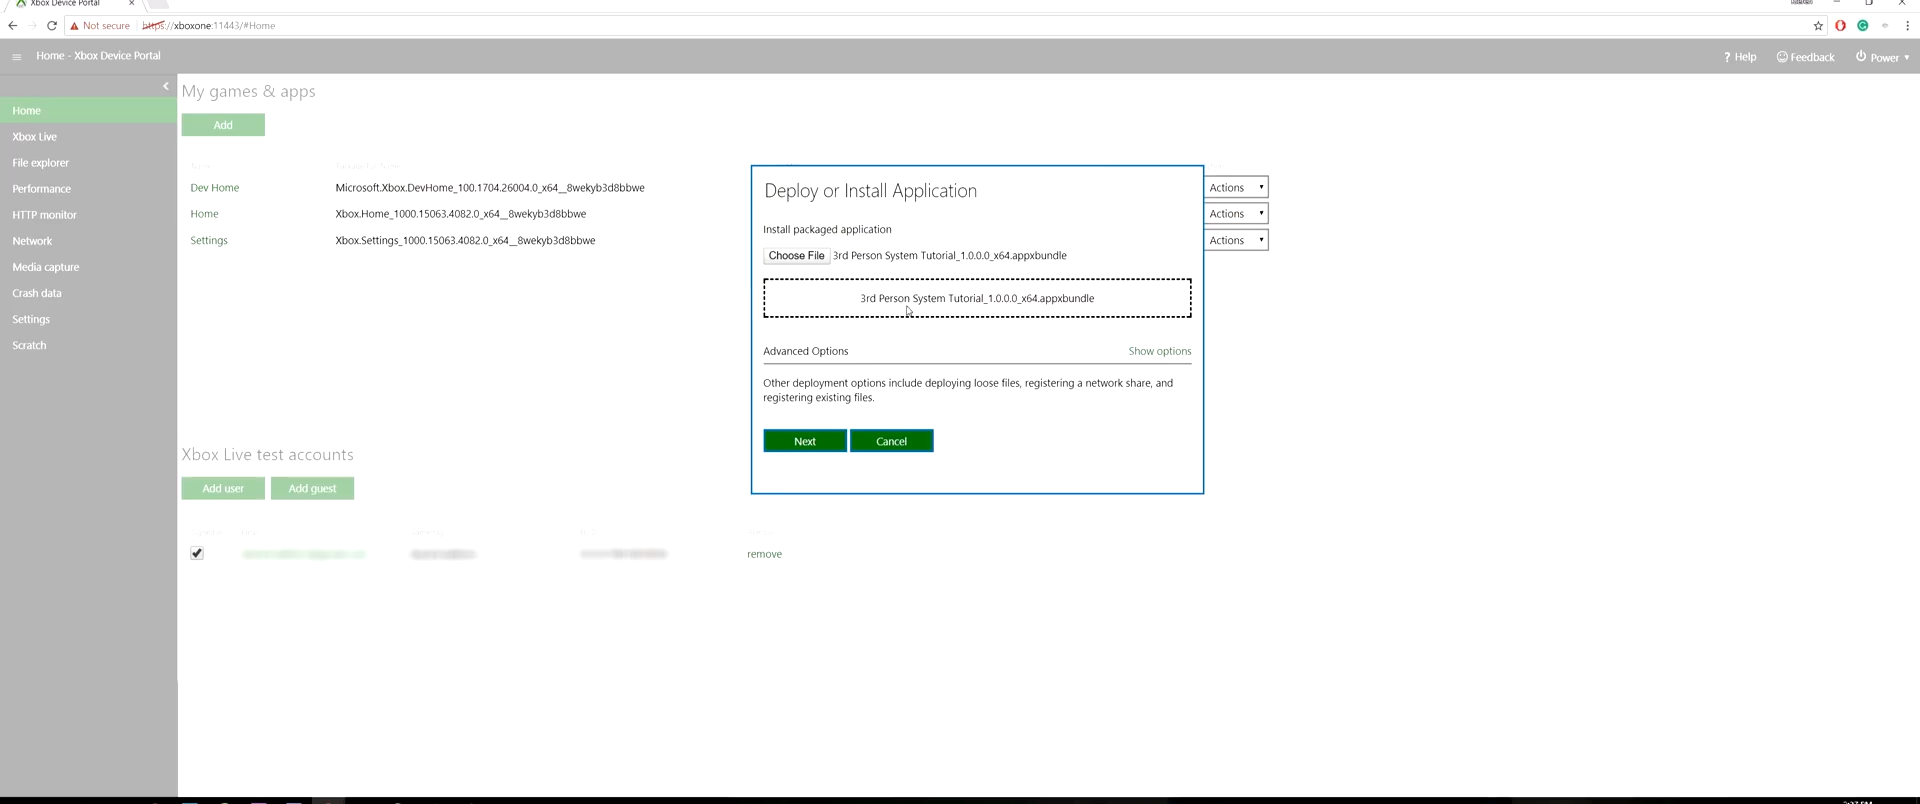 Xbox Device Portal
Not secure https://xboxone:11443/#Home
Home - Xbox Device Portal
? Help
Feedback
Power
Home
Xbox Live
File explorer
Performance
HTTP monitor
Network
Media capture
Crash data
Settings
Scratch
My games & apps
Add
Dev Home Microsoft.Xbox.DevHome_100.1704.26004.0_x64__8wekyb3d8bbwe Actions
Home Xbox.Home_1000.15063.4082.0_x64__8wekyb3d8bbwe Actions
Settings Xbox.Settings_1000.15063.4082.0_x64__8wekyb3d8bbwe Actions
Deploy or Install Application
Install packaged application
Choose File 3rd Person System Tutorial_1.0.0.0_x64.appxbundle
3rd Person System Tutorial_1.0.0.0_x64.appxbundle
Advanced Options Show options
Other deployment options include deploying loose files, registering a network share, and
registering existing files.
Next Cancel
Xbox Live test accounts
Add user Add guest
remove